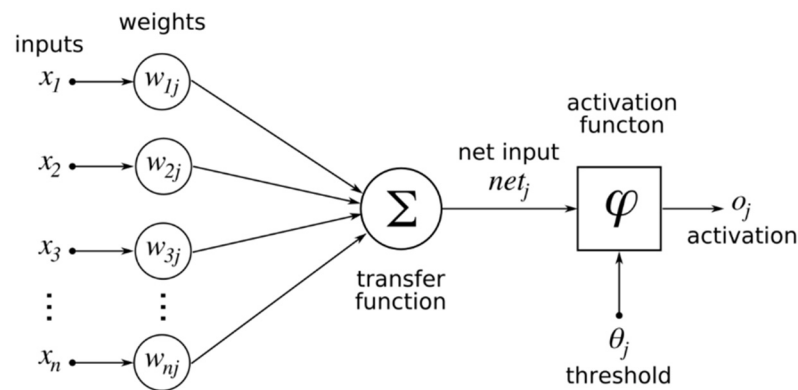 weights
inputs
x1
w1j
x2
w2j
x3
w3j
xn
wnj
Σ
transfer
function
net input
netj
activation
functon
φ
oj
activation
θj
threshold